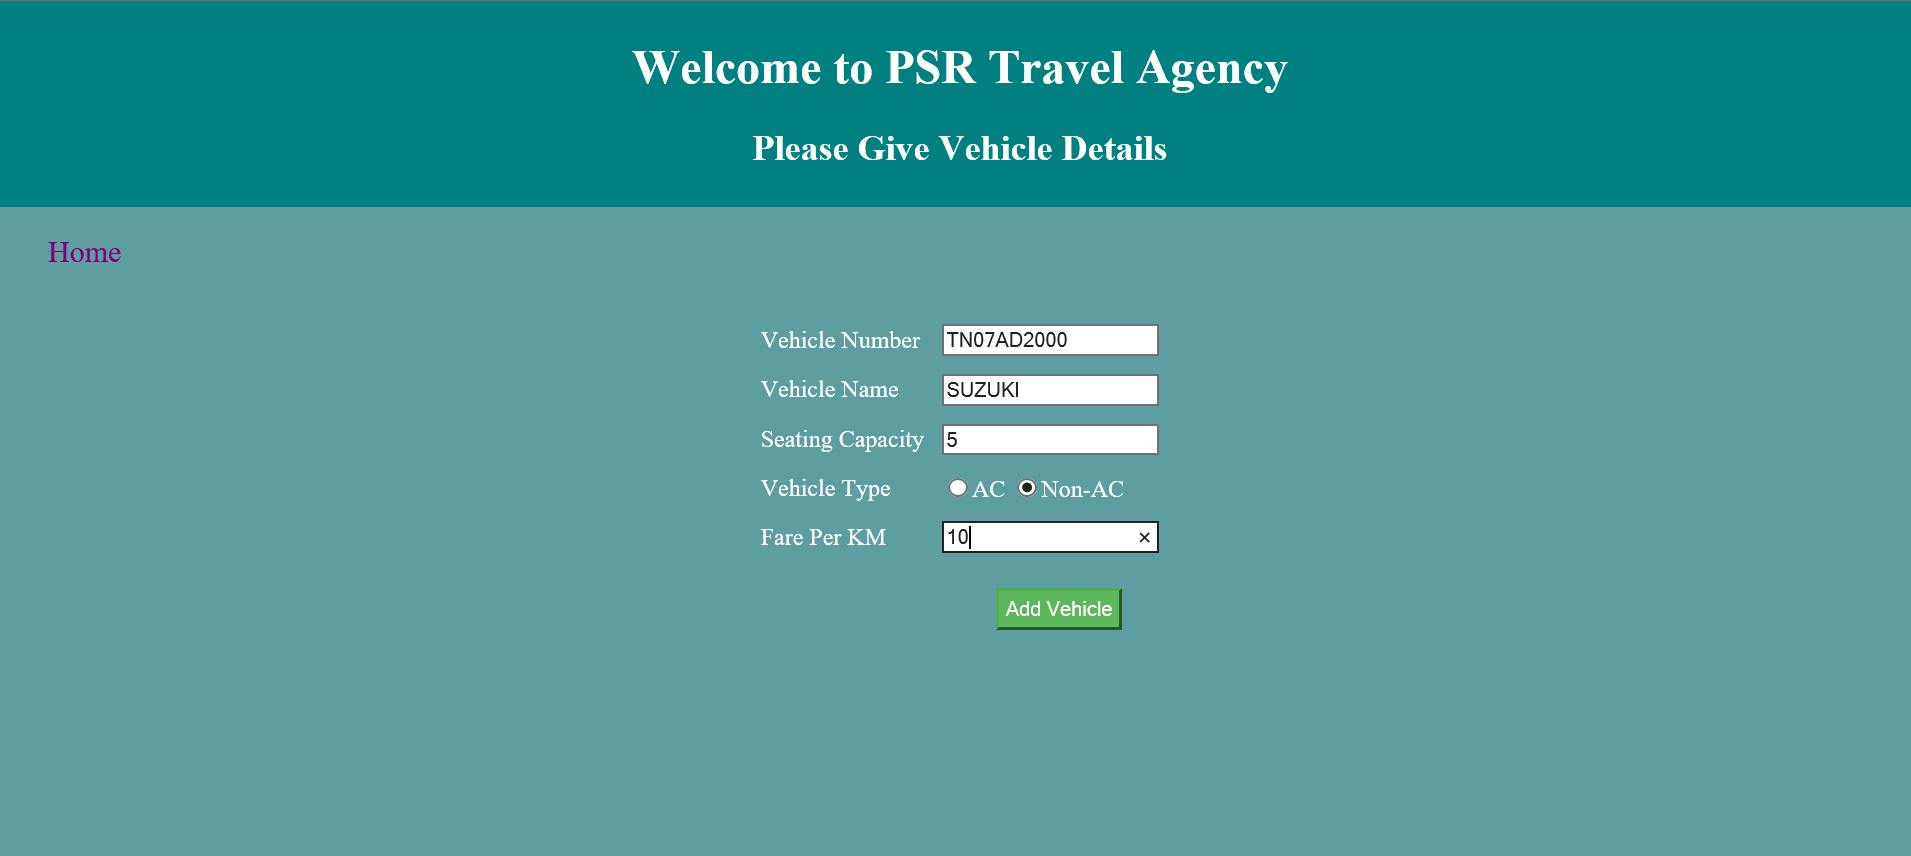 Welcome to PSR Travel Agency
Please Give Vehicle Details
Home
Vehicle Number TN07AD2000
Vehicle Name SUZUKI
Seating Capacity 5
Vehicle Type AC Non-AC
Fare Per KM 10
Add Vehicle